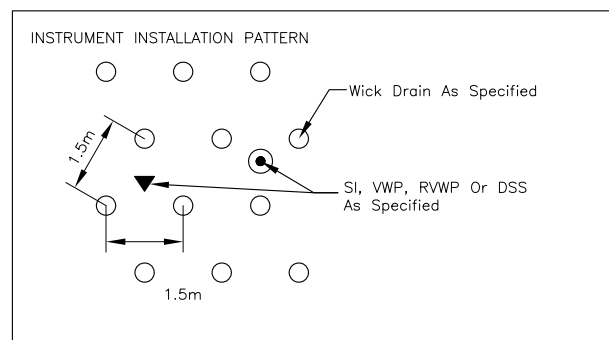 INSTRUMENT INSTALLATION PATTERN
Wick Drain As Specified
1.5m
SI, VWP, RVWP Or DSS
As Specified
1.5m